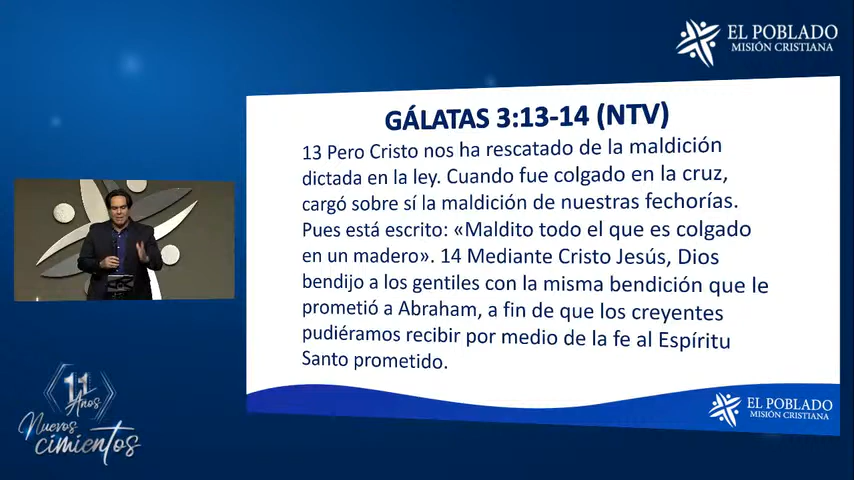 EL POBLADO
MISIÓN CRISTIANA
GÁLATAS 3:13-14 (NTV)
13 Pero Cristo nos ha rescatado de la maldición
dictada en la ley. Cuando fue colgado en la cruz,
cargó sobre sí la maldición de nuestras fechorías.
Pues está escrito: «Maldito todo el que es colgado
en un madero». 14 Mediante Cristo Jesús, Dios
bendijo a los gentiles con la misma bendición que le
prometió a Abraham, a fin de que los creyentes
pudiéramos recibir por medio de la fe al Espíritu
Santo prometido.
11
Años
Nuevos
cimientos
EL POBLADO
MISIÓN CRISTIANA